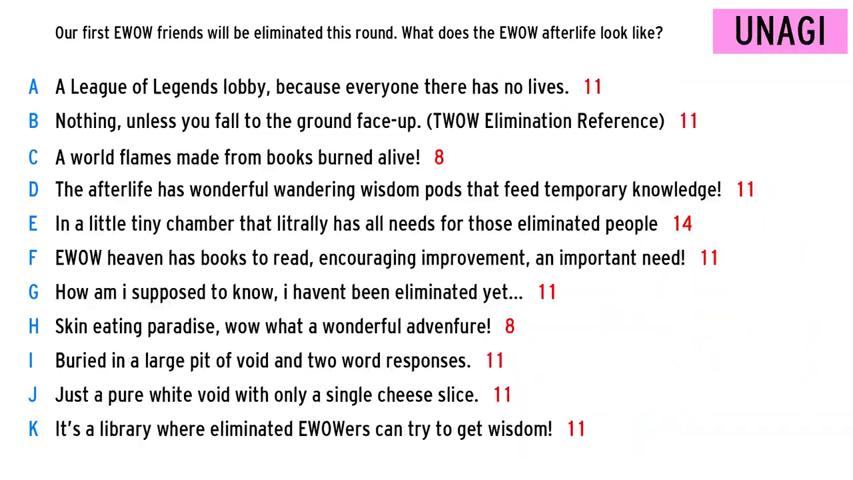 Our first EWOW friends will be eliminated this round. What does the EWOW afterlife look like?
UNAGI
A A League of Legends lobby, because everyone there has no lives. 11
B Nothing, unless you fall to the ground face-up. (TWOW Elimination Reference) 11
C A world flames made from books burned alive! 8
D The afterlife has wonderful wandering wisdom pods that feed temporary knowledge! 11
E In a little tiny chamber that litrally has all needs for those eliminated people 14
F EWOW heaven has books to read, encouraging improvement, an important need! 11
G How am i supposed to know, i havent been eliminated yet... 11
H Skin eating paradise, wow what a wonderful advenfure! 8
I Buried in a large pit of void and two word responses. 11
J Just a pure white void with only a single cheese slice. 11
K It's a library where eliminated EWOWers can try to get wisdom! 11